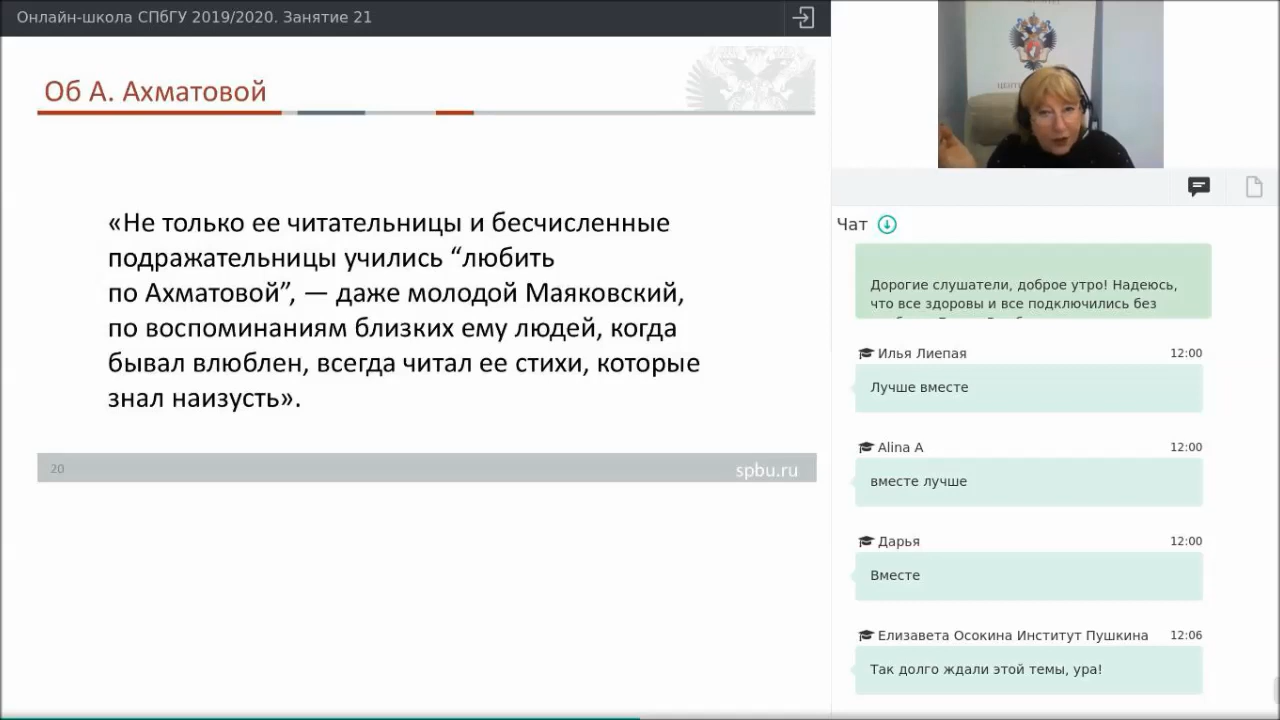 Онлайн-школа СПбГУ 2019/2020. Занятие 21
Об А. Ахматовой
«Не только ее читательницы и бесчисленные
подражательницы учились “любить
по Ахматовой”, — даже молодой Маяковский,
по воспоминаниям близких ему людей, когда
бывал влюблен, всегда читал ее стихи, которые
знал наизусть».
20
spbu.ru
Чат
Дорогие слушатели, доброе утро! Надеюсь,
что все здоровы и все подключились без
Илья Лиепая 12:00
Лучше вместе
Alina A 12:00
вместе лучше
Дарья 12:00
Вместе
Елизавета Осокина Институт Пушкина 12:06
Так долго ждали этой темы, ура!